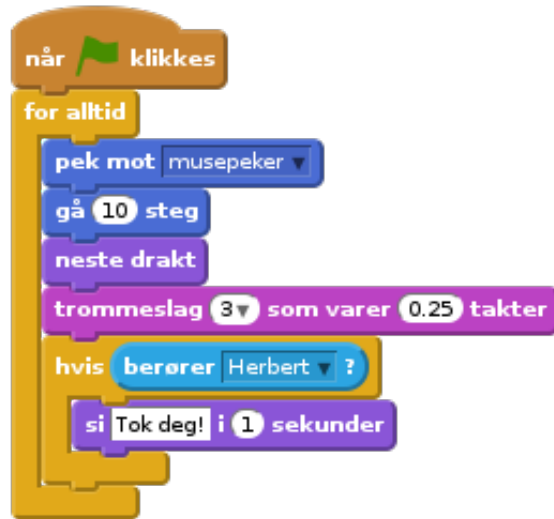 når klikkes
for alltid
pek mot musepeker
gå 10 steg
neste drakt
trommeslag 3 som varer 0.25 takter
hvis berører Herbert ?
si Tok deg! i 1 sekunder